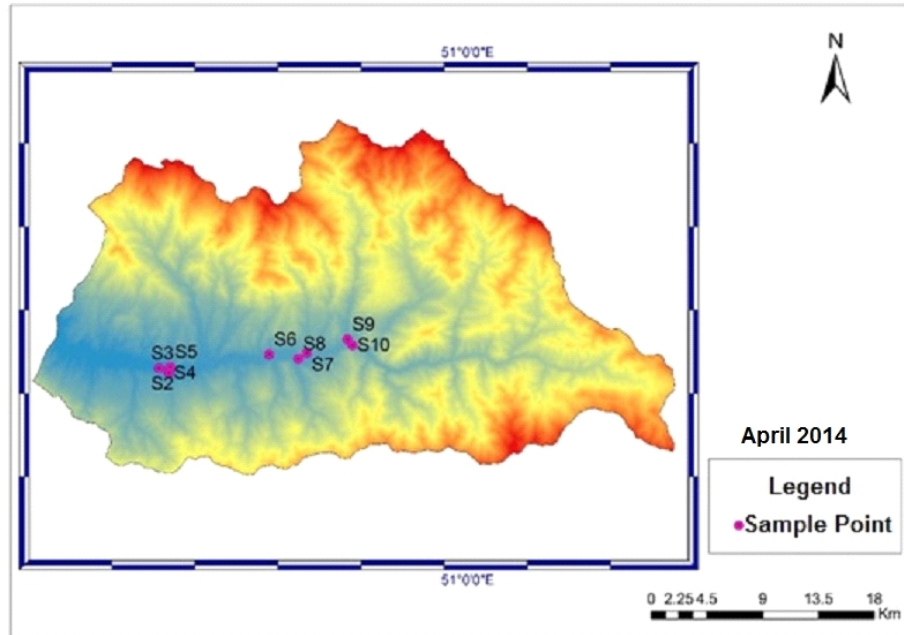 51°0'0"E
N
S9
S10
S6
S8
S7
S3 S5
S2 S4
April 2014
Legend
Sample Point
51°0'0"E
0 2.25 4.5 9 13.5 18
Km